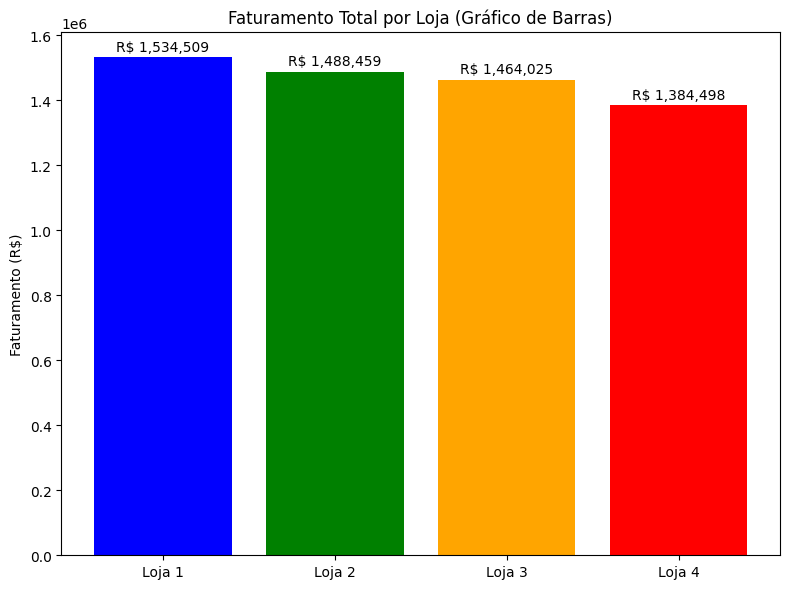 Faturamento Total por Loja (Gráfico de Barras)
1e6
R$ 1,534,509
R$ 1,488,459
R$ 1,464,025
R$ 1,384,498
1.6
1.4
1.2
1.0
0.8
0.6
0.4
0.2
0.0
Faturamento (R$)
Loja 1
Loja 2
Loja 3
Loja 4